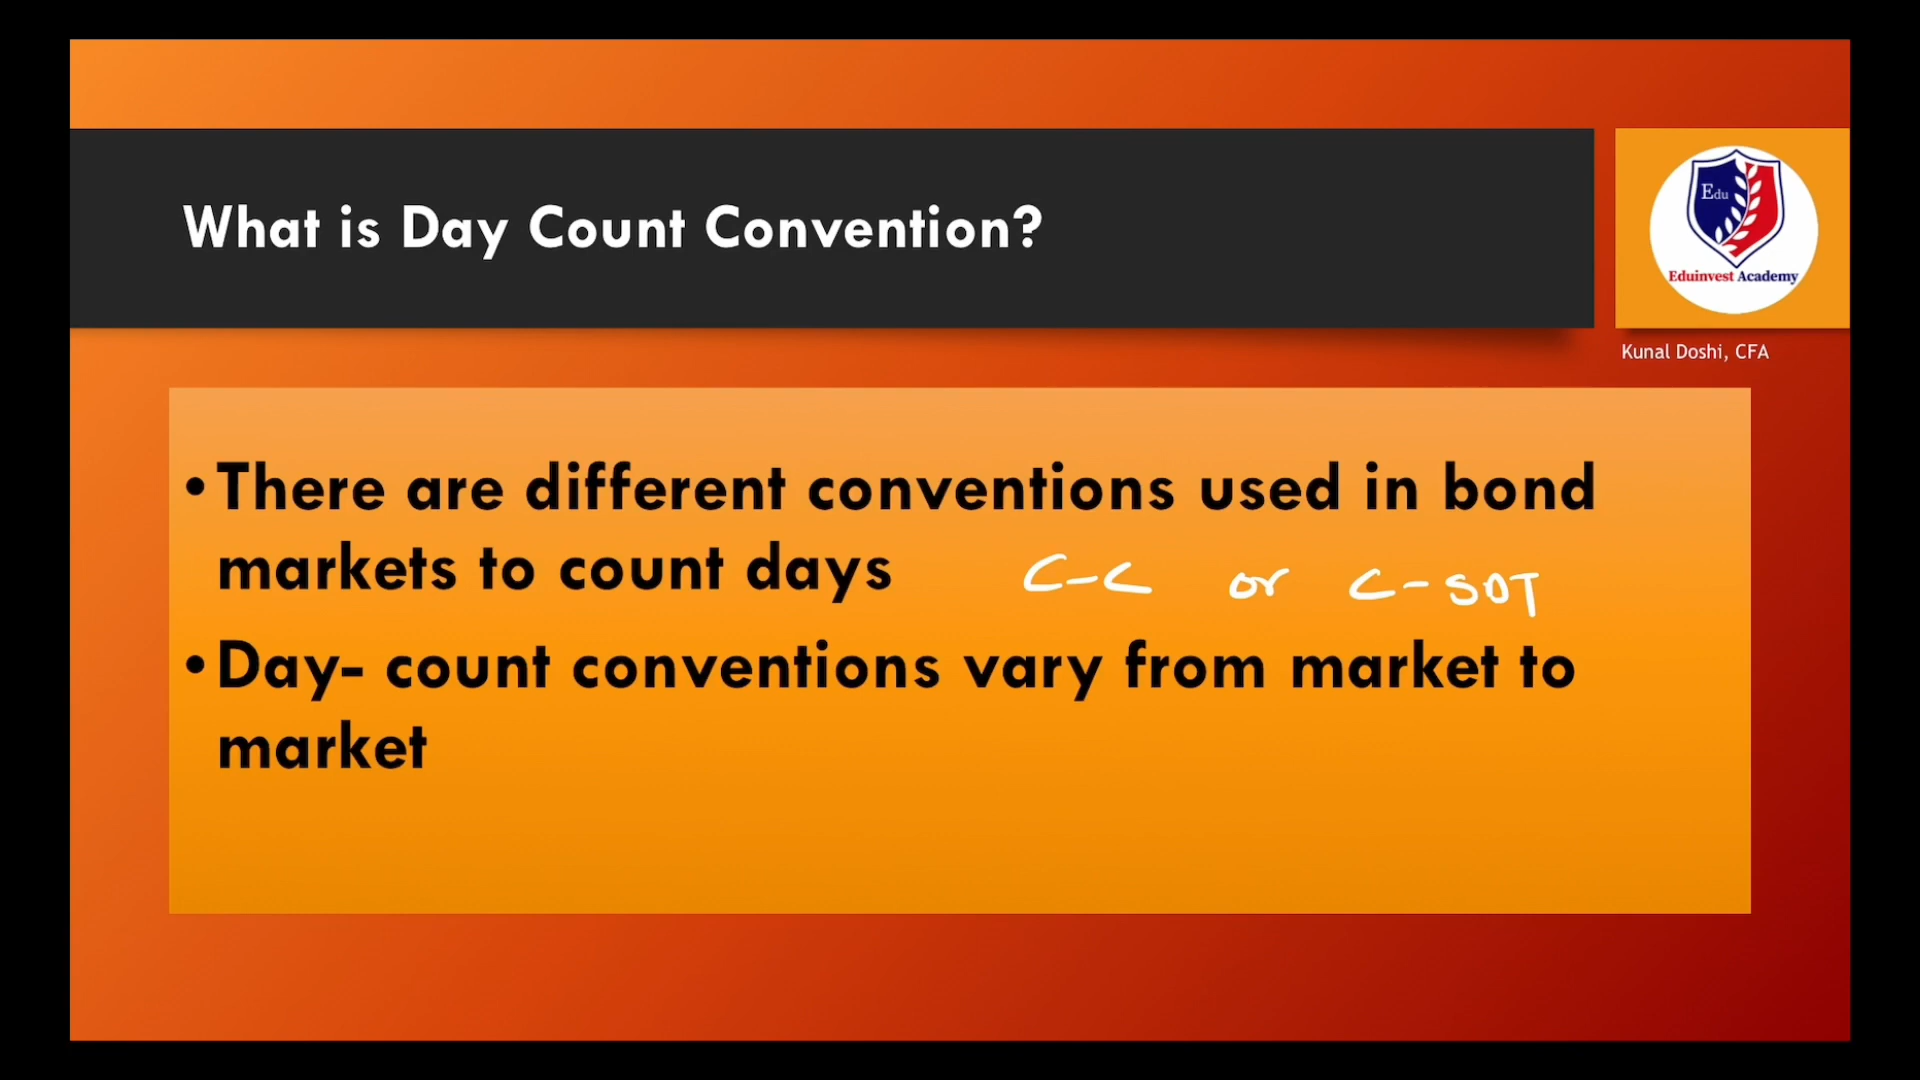 What is Day Count Convention?
Edu
Eduinvest Academy
Kunal Doshi, CFA
•There are different conventions used in bond
markets to count days C-C or C-SDT
•Day- count conventions vary from market to
market